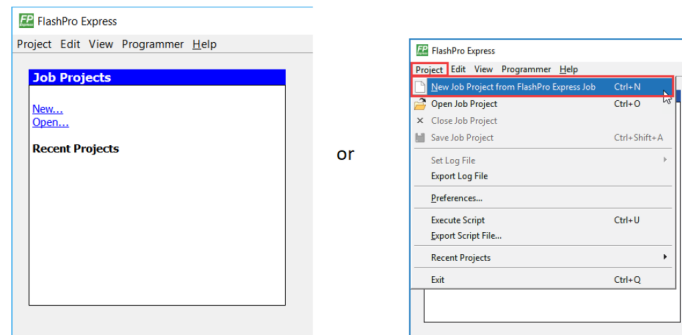 FP FlashPro Express
Project Edit View Programmer Help
Job Projects
New...
Open...
Recent Projects
or
FP FlashPro Express
Project Edit View Programmer Help
New Job Project from FlashPro Express Job Ctrl+N
Open Job Project Ctrl+O
Close Job Project
Save Job Project Ctrl+Shift+A
Set Log File
Export Log File
Preferences...
Execute Script Ctrl+U
Export Script File...
Recent Projects
Exit Ctrl+Q